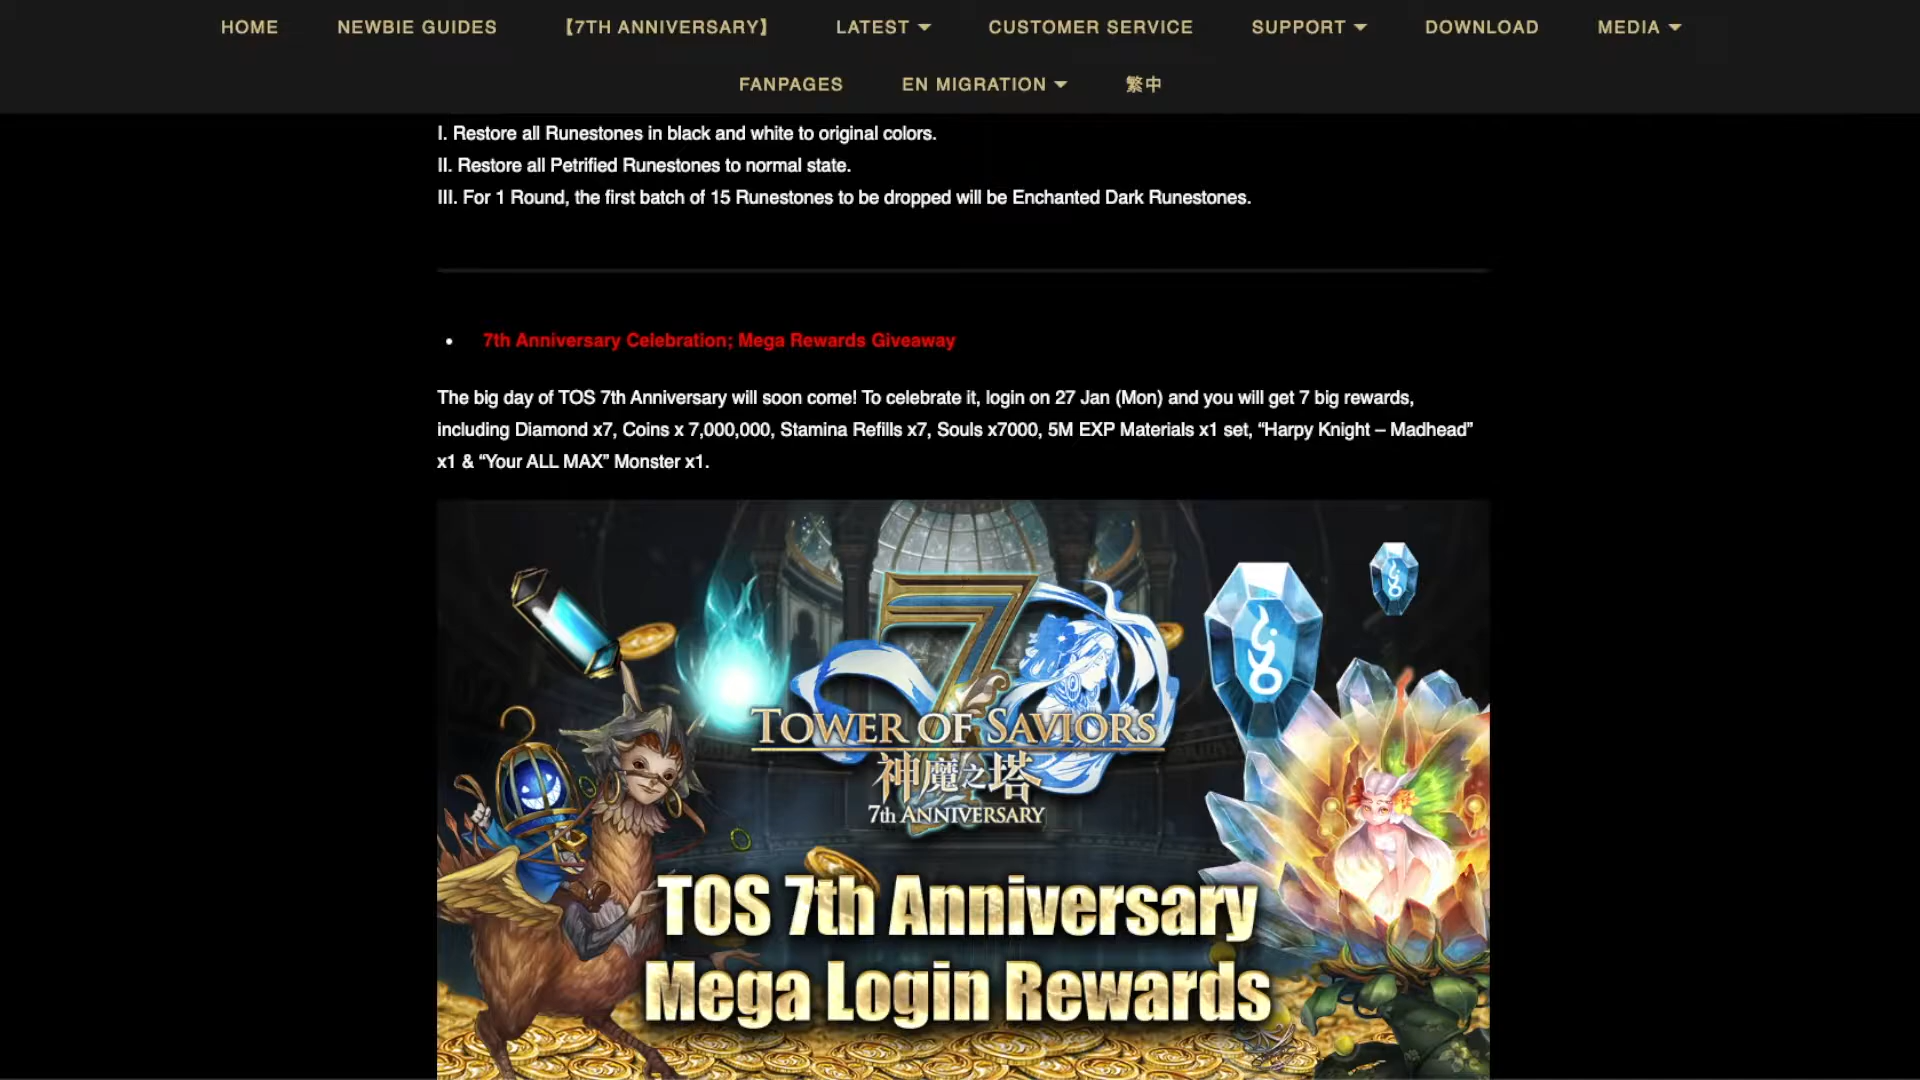 HOME NEWBIE GUIDES 【7TH ANNIVERSARY】 LATEST CUSTOMER SERVICE SUPPORT DOWNLOAD MEDIA
FANPAGES EN MIGRATION 繁中
I. Restore all Runestones in black and white to original colors.
II. Restore all Petrified Runestones to normal state.
III. For 1 Round, the first batch of 15 Runestones to be dropped will be Enchanted Dark Runestones.
7th Anniversary Celebration; Mega Rewards Giveaway
The big day of TOS 7th Anniversary will soon come! To celebrate it, login on 27 Jan (Mon) and you will get 7 big rewards,
including Diamond x7, Coins x 7,000,000, Stamina Refills x7, Souls x7000, 5M EXP Materials x1 set, “Harpy Knight – Madhead”
x1 & “Your ALL MAX” Monster x1.
7
TOWER OF SAVIORS
神魔之塔
7th ANNIVERSARY
TOS 7th Anniversary
Mega Login Rewards